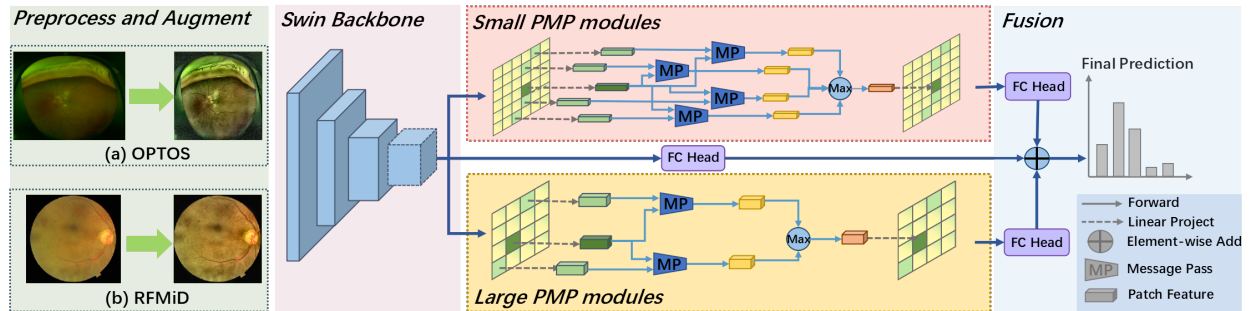 Preprocess and Augment
(a) OPTOS
(b) RFMiD
Swin Backbone
Small PMP modules
MP
MP
MP
MP
Max
FC Head
Large PMP modules
MP
MP
Max
Fusion
FC Head
FC Head
Final Prediction
Forward
Linear Project
Element-wise Add
MP Message Pass
Patch Feature